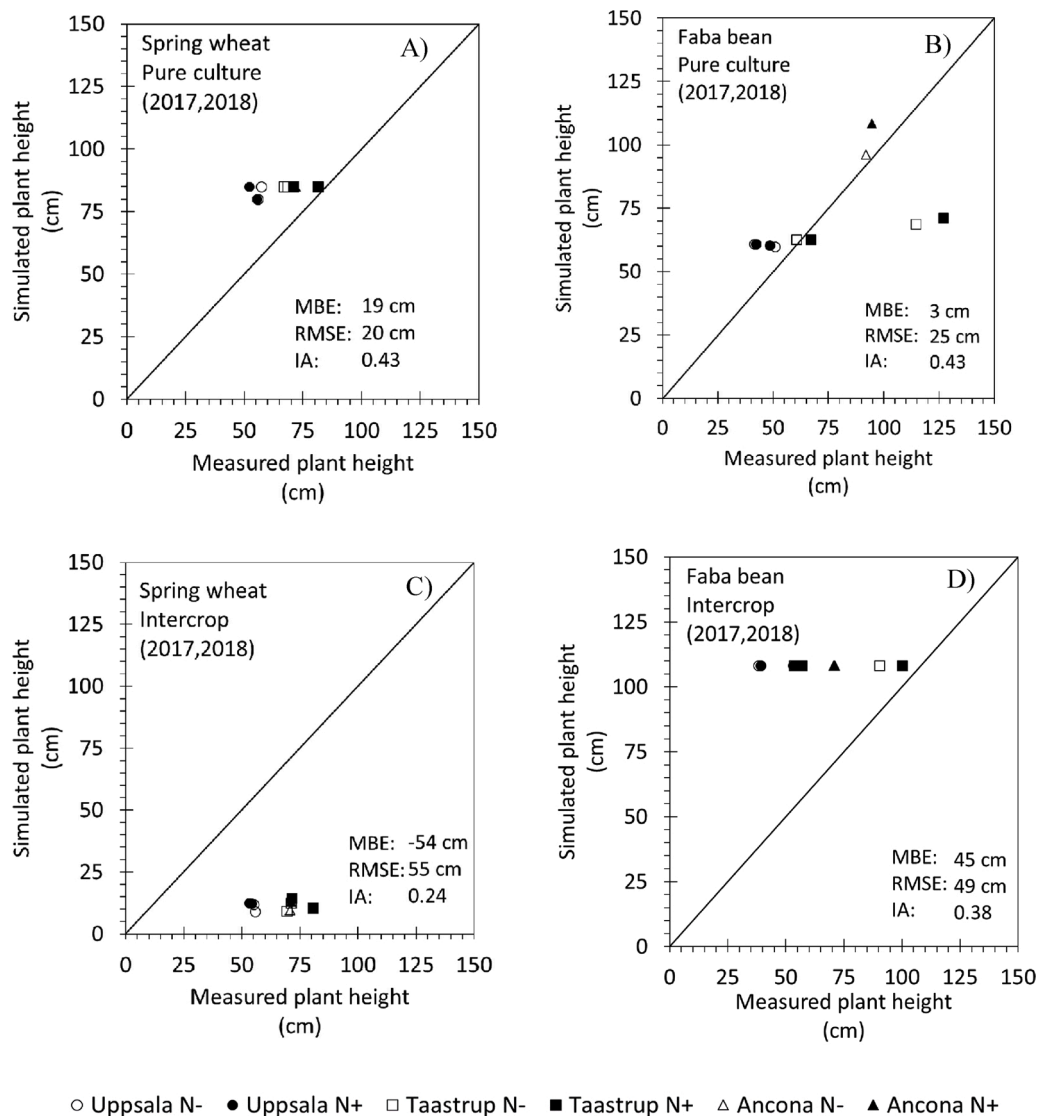 A)
Spring wheat
Pure culture
(2017,2018)
150
125
100
75
50
25
0
Simulated plant height
(cm)
MBE: 19 cm
RMSE: 20 cm
IA: 0.43
0 25 50 75 100 125 150
Measured plant height
(cm)
B)
Faba bean
Pure culture
(2017,2018)
150
125
100
75
50
25
0
Simulated plant height
(cm)
MBE: 3 cm
RMSE: 25 cm
IA: 0.43
0 25 50 75 100 125 150
Measured plant height
(cm)
C)
Spring wheat
Intercrop
(2017,2018)
150
125
100
75
50
25
0
Simulated plant height
(cm)
MBE: -54 cm
RMSE: 55 cm
IA: 0.24
0 25 50 75 100 125 150
Measured plant height
(cm)
D)
Faba bean
Intercrop
(2017,2018)
150
125
100
75
50
25
0
Simulated plant height
(cm)
MBE: 45 cm
RMSE: 49 cm
IA: 0.38
0 25 50 75 100 125 150
Measured plant height
(cm)
○ Uppsala N- ● Uppsala N+ □ Taastrup N- ■ Taastrup N+ △ Ancona N- ▲ Ancona N+